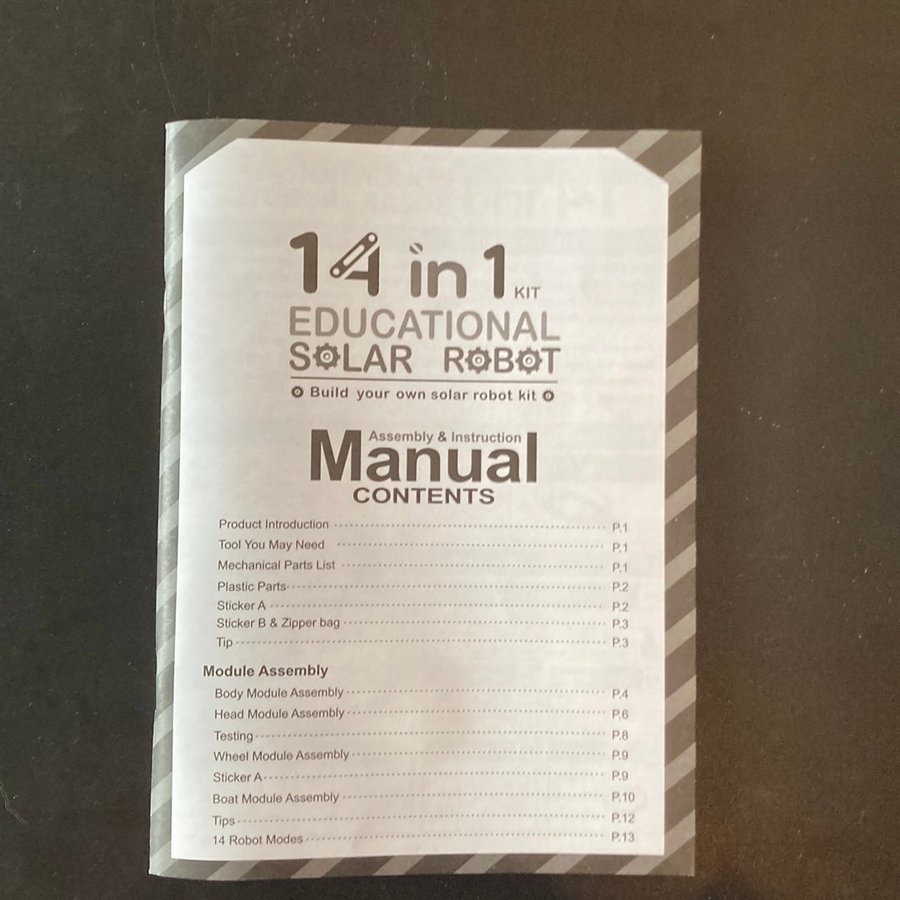 14 in 1 KIT
EDUCATIONAL
SOLAR ROBOT
Build your own solar robot kit
Assembly & Instruction
Manual
CONTENTS
Product Introduction P.1
Tool You May Need P.1
Mechanical Parts List P.1
Plastic Parts P.2
Sticker A P.2
Sticker B & Zipper bag P.3
Tip P.3
Module Assembly
Body Module Assembly P.4
Head Module Assembly P.6
Testing P.8
Wheel Module Assembly P.9
Sticker A P.9
Boat Module Assembly P.10
Tips P.12
14 Robot Modes P.13